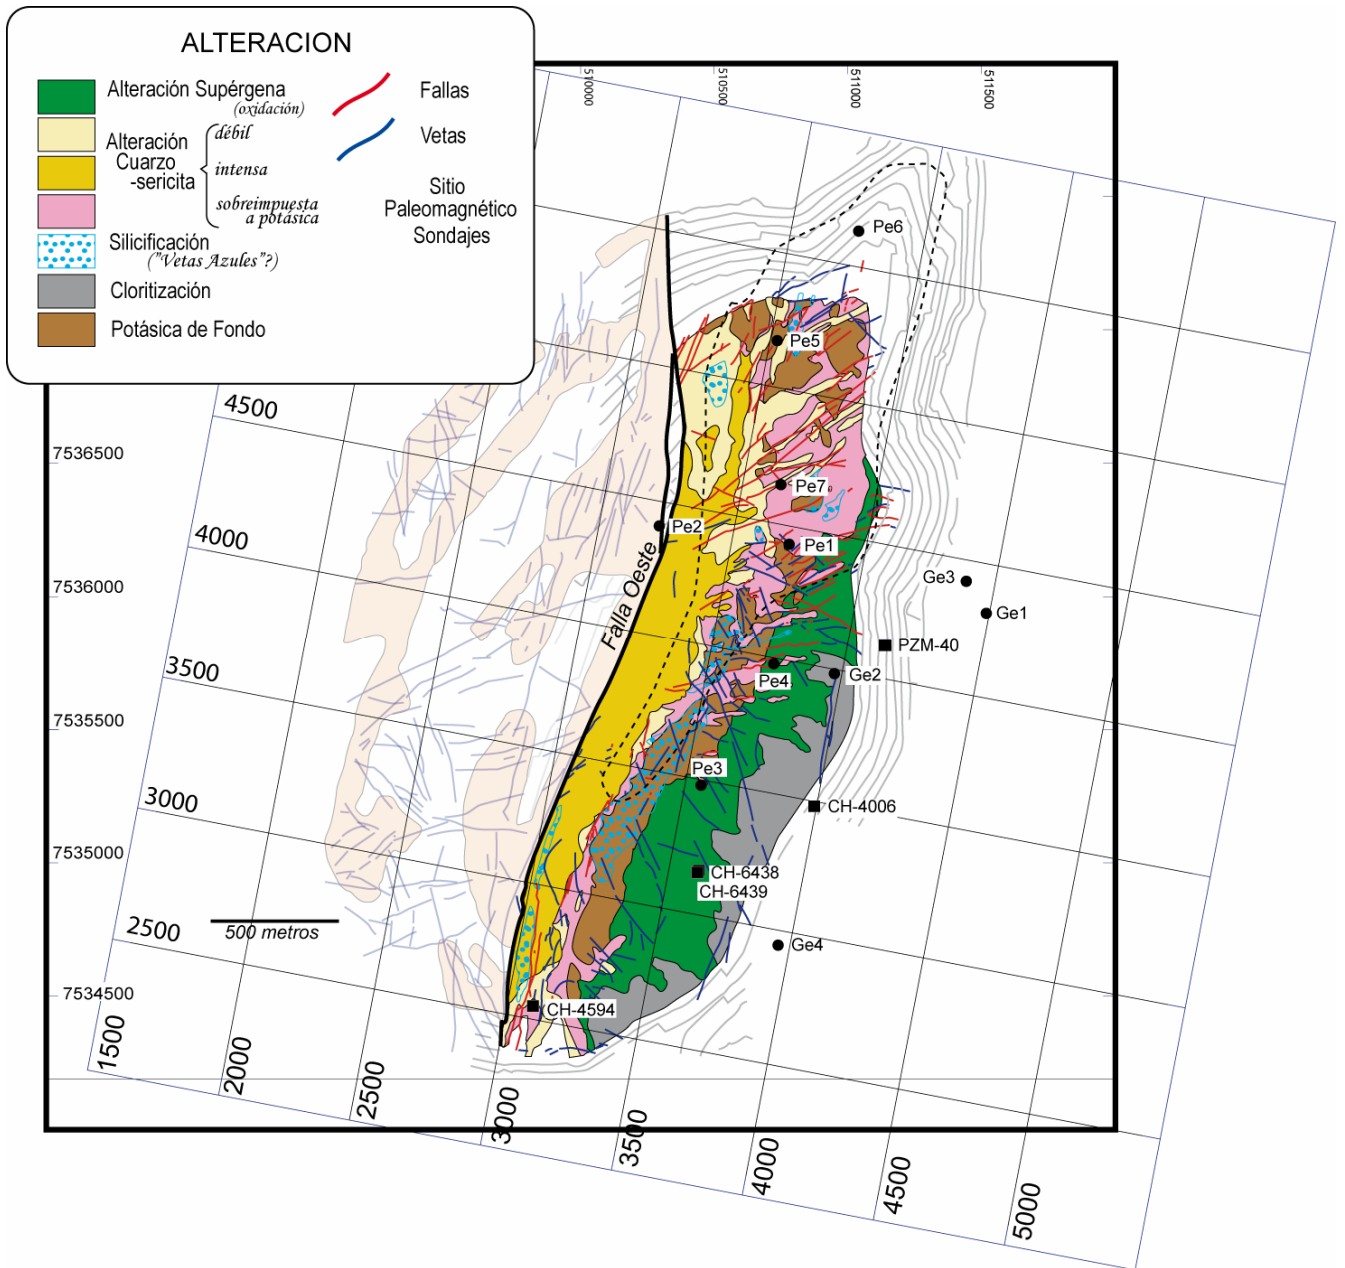 ALTERACION
Alteración Supérgena
(oxidación)
Alteración
Cuarzo
-sericita
débil
intensa
sobreimpuesta
a potásica
Silicificación
("Vetas Azules"?)
Cloritización
Potásica de Fondo
Fallas
Vetas
Sitio
Paleomagnético
Sondajes
510000
510500
511000
511500
Pe6
Pe5
4500
7536500
Pe7
4000
Pe2
Pe1
Falla Oeste
7536000
Ge3
Ge1
PZM-40
3500
Pe4
Ge2
7535500
Pe3
3000
CH-4006
7535000
CH-6438
CH-6439
2500
500 metros
Ge4
7534500
CH-4594
1500
2000
2500
3000
3500
4000
4500
5000